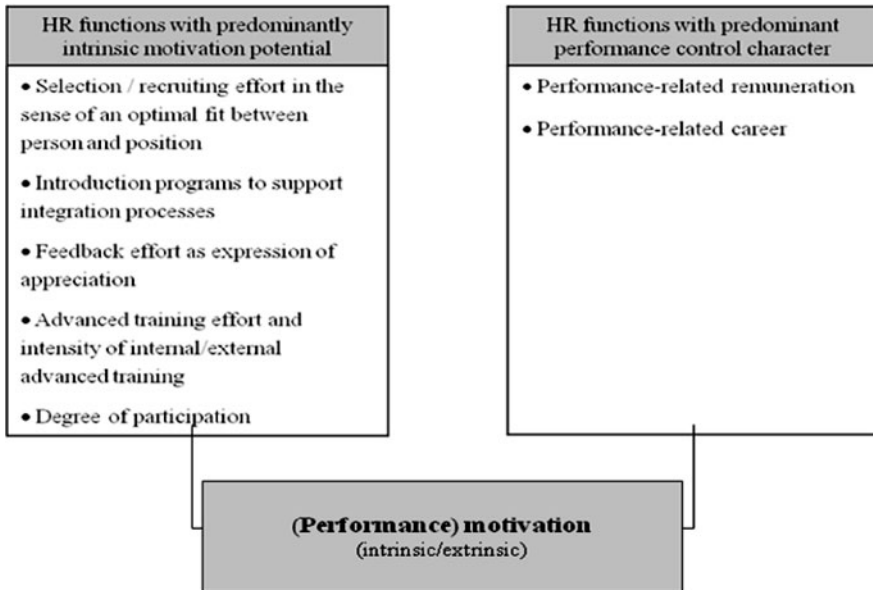 HR functions with predominantly
intrinsic motivation potential
• Selection / recruiting effort in the
sense of an optimal fit between
person and position
• Introduction programs to support
integration processes
• Feedback effort as expression of
appreciation
• Advanced training effort and
intensity of internal/external
advanced training
• Degree of participation
HR functions with predominant
performance control character
• Performance-related remuneration
• Performance-related career
(Performance) motivation
(intrinsic/extrinsic)